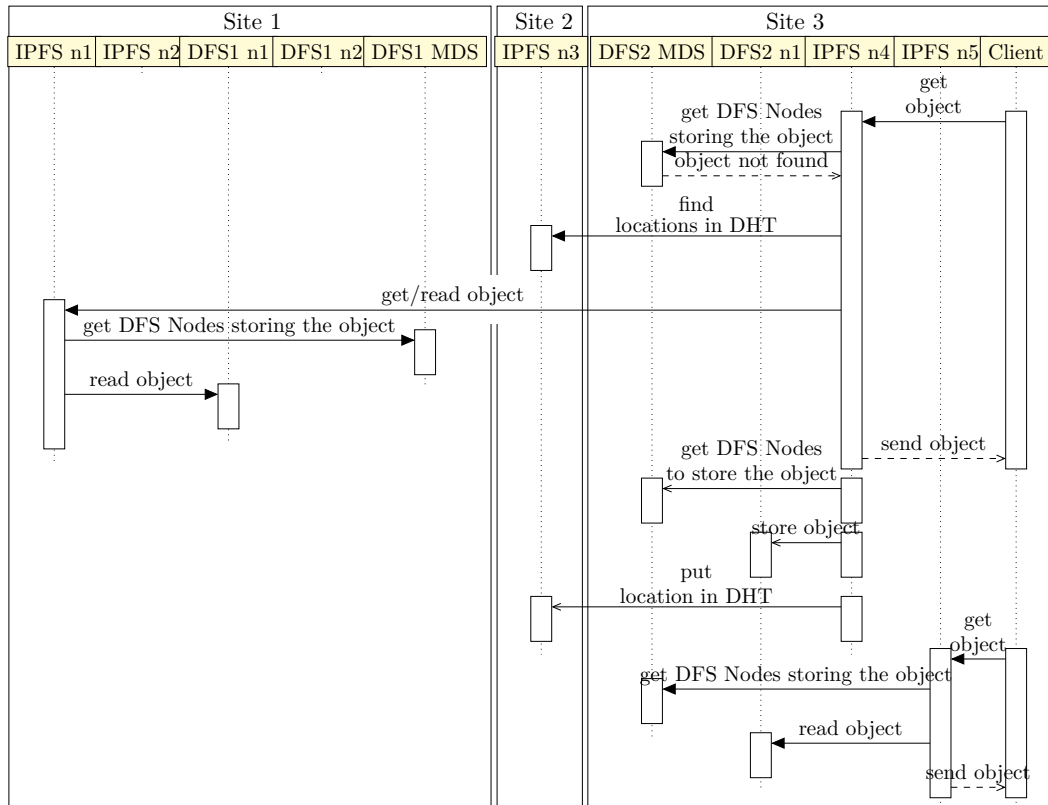 Site 1
Site 2
Site 3
IPFS n1
IPFS n2
DFS1 n1
DFS1 n2
DFS1 MDS
IPFS n3
DFS2 MDS
DFS2 n1
IPFS n4
IPFS n5
Client
get
object
get DFS Nodes
storing the object
object not found
find
locations in DHT
get/read object
get DFS Nodes storing the object
read object
send object
get DFS Nodes
to store the object
store object
put
location in DHT
get
object
get DFS Nodes storing the object
read object
send object